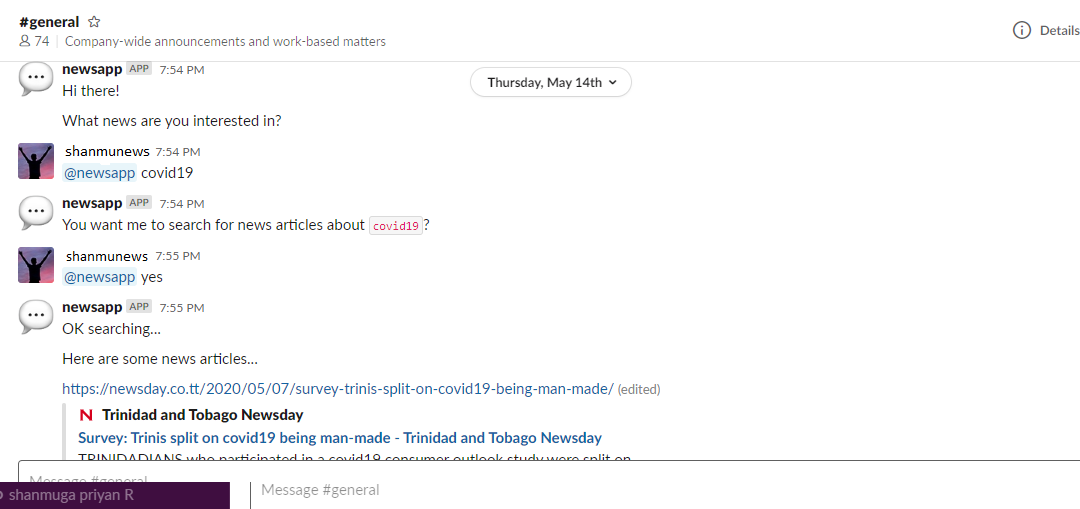 #general
74 Company-wide announcements and work-based matters
Details
Thursday, May 14th
newsapp APP 7:54 PM
Hi there!
What news are you interested in?
shanmunews 7:54 PM
@newsapp covid19
newsapp APP 7:54 PM
You want me to search for news articles about covid19?
shanmunews 7:55 PM
@newsapp yes
newsapp APP 7:55 PM
OK searching...
Here are some news articles...
https://newsday.co.tt/2020/05/07/survey-trinis-split-on-covid19-being-man-made/ (edited)
N Trinidad and Tobago Newsday
Survey: Trinis split on covid19 being man-made - Trinidad and Tobago Newsday
TRINIDADIANS who participated in a covid19 consumer outlook study were split on
Message #general
shanmuga priyan R
Message #general